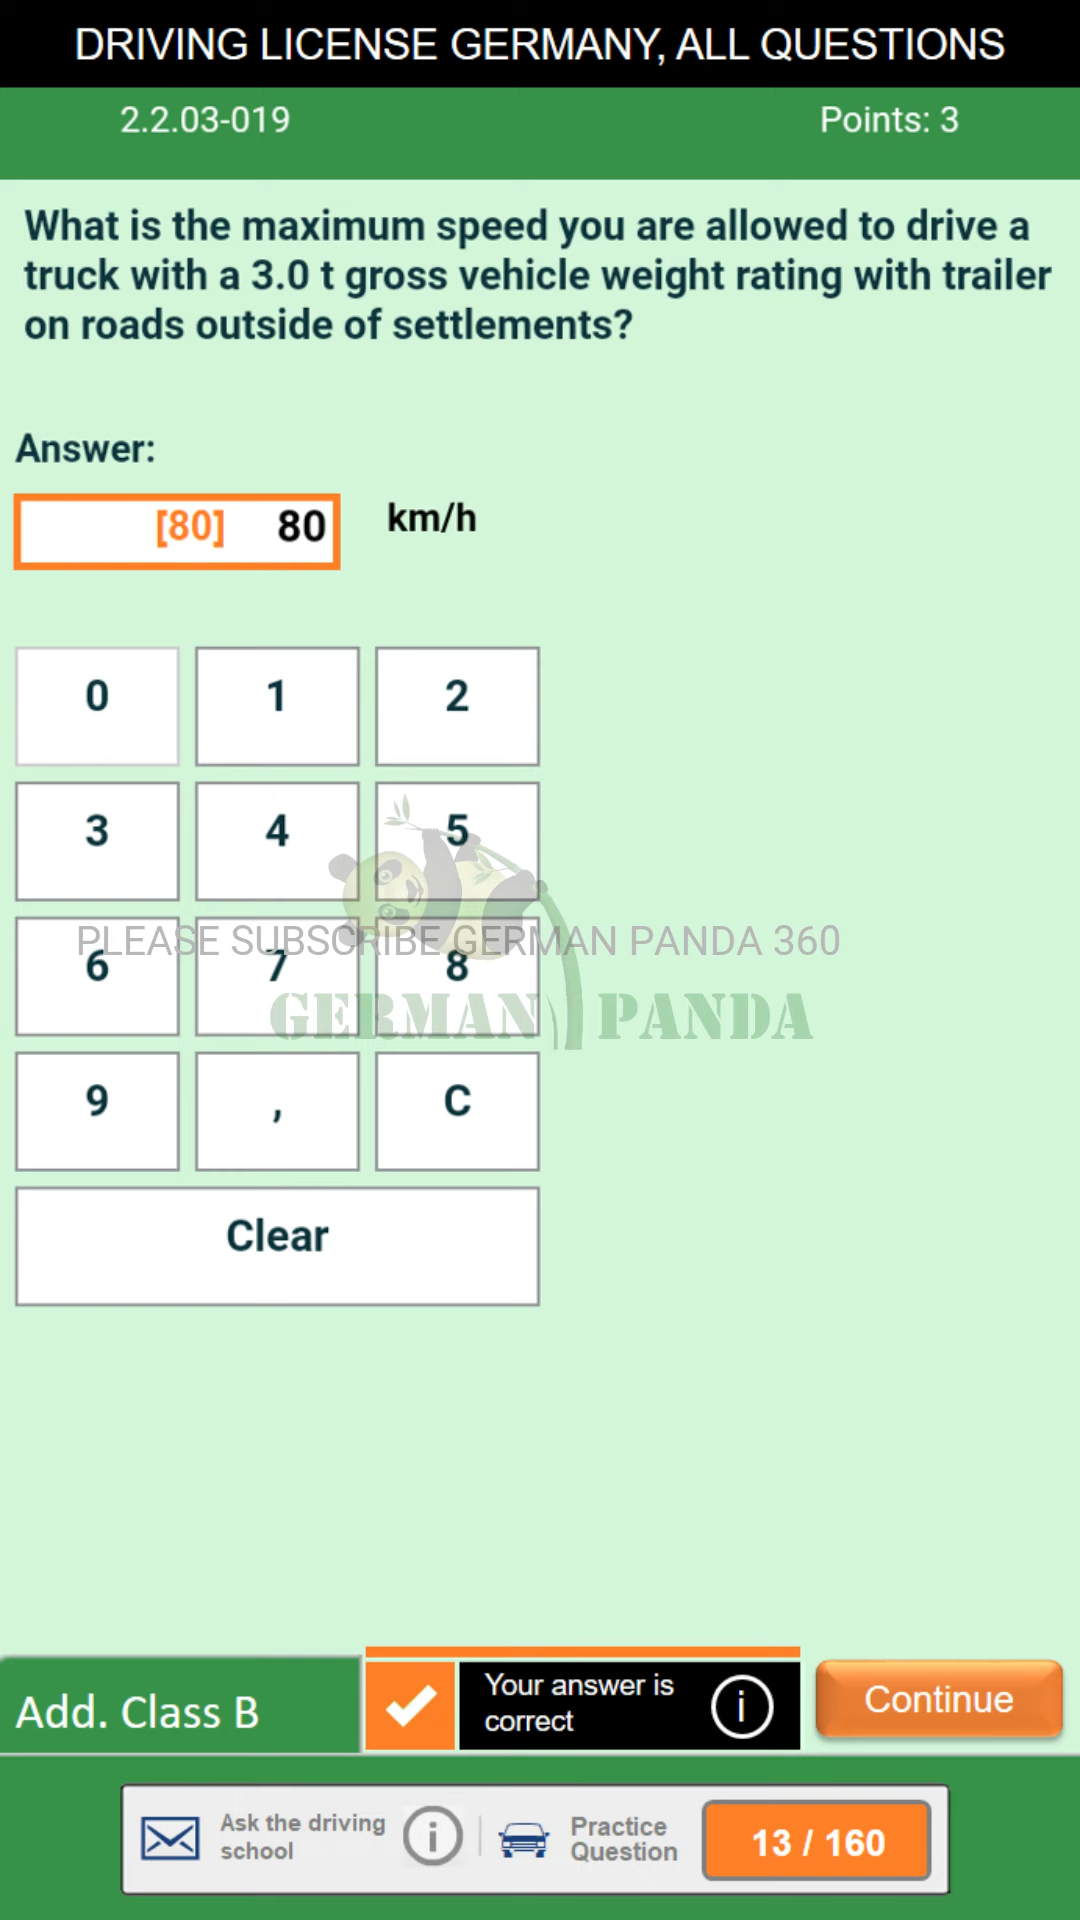 DRIVING LICENSE GERMANY, ALL QUESTIONS
2.2.03-019 Points: 3
What is the maximum speed you are allowed to drive a
truck with a 3.0 t gross vehicle weight rating with trailer
on roads outside of settlements?
Answer:
[80] 80 km/h
0 1 2
3 4 5
PLEASE SUBSCRIBE GERMAN PANDA 360
6 7 8
GERMAN PANDA
9 , C
Clear
Add. Class B
Your answer is
correct
i
Continue
Ask the driving
school
i
Practice
Question
13 / 160